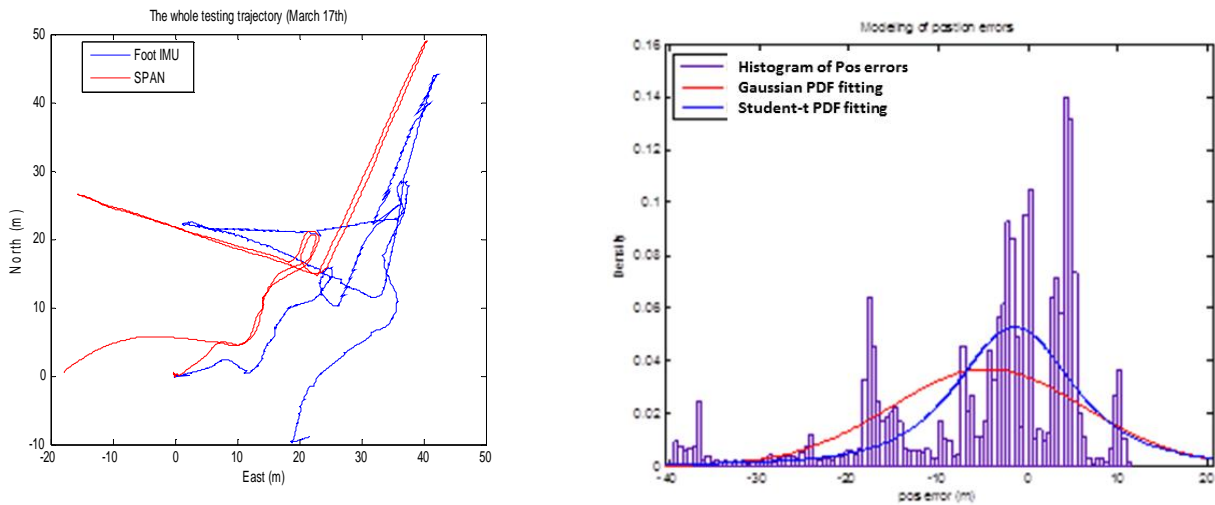 The whole testing trajectory (March 17th)
50
40
30
20
10
0
-10
North (m)
Foot IMU
SPAN
-20 -10 0 10 20 30 40 50
East (m)
Modeling of position errors
0.16
0.14
0.12
0.1
0.08
0.06
0.04
0.02
0
Density
Histogram of Pos errors
Gaussian PDF fitting
Student-t PDF fitting
-40 -30 -20 -10 0 10 20
pos error (m)